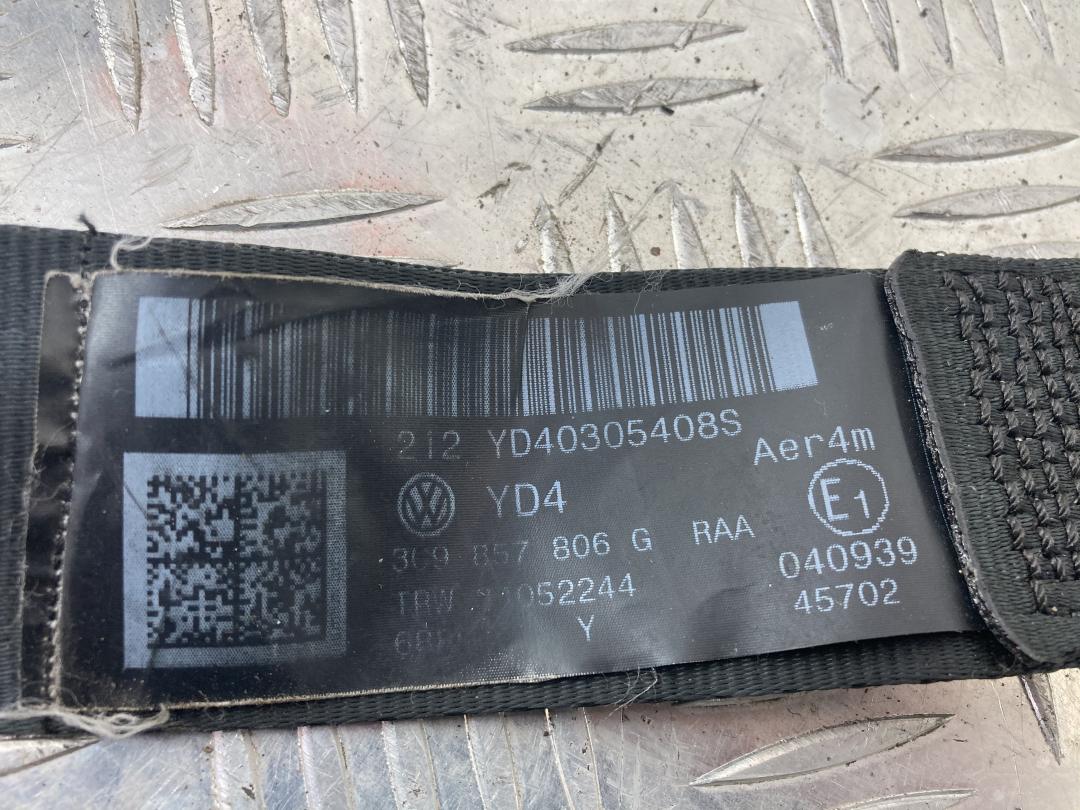 212 YD40305408S
Aer4m
YD4
E1
3C9 857 806 G RAA
040939
TRW
45702
Y